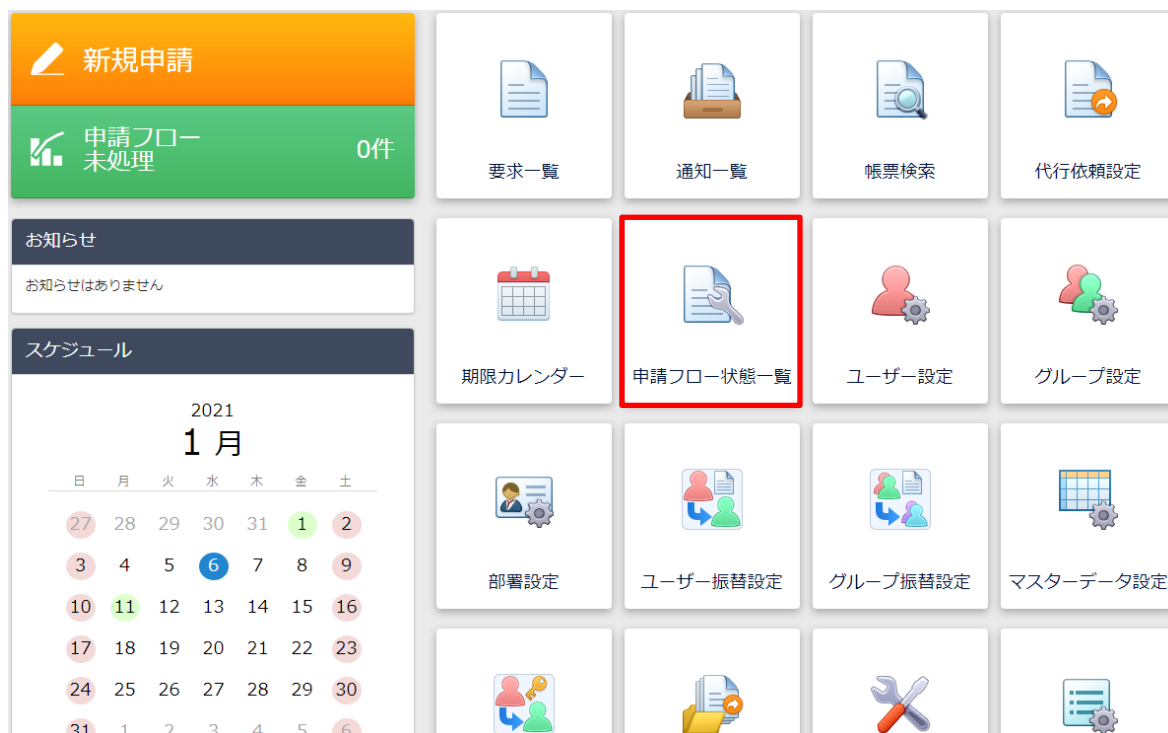 新規申請
申請フロー
未処理
0件
お知らせ
お知らせはありません
スケジュール
2021
1 月
日 月 火 水 木 金 土
27 28 29 30 31 1 2
3 4 5 6 7 8 9
10 11 12 13 14 15 16
17 18 19 20 21 22 23
24 25 26 27 28 29 30
31 1 2 3 4 5 6
要求一覧
通知一覧
帳票検索
代行依頼設定
期限カレンダー
申請フロー状態一覧
ユーザー設定
グループ設定
部署設定
ユーザー振替設定
グループ振替設定
マスターデータ設定